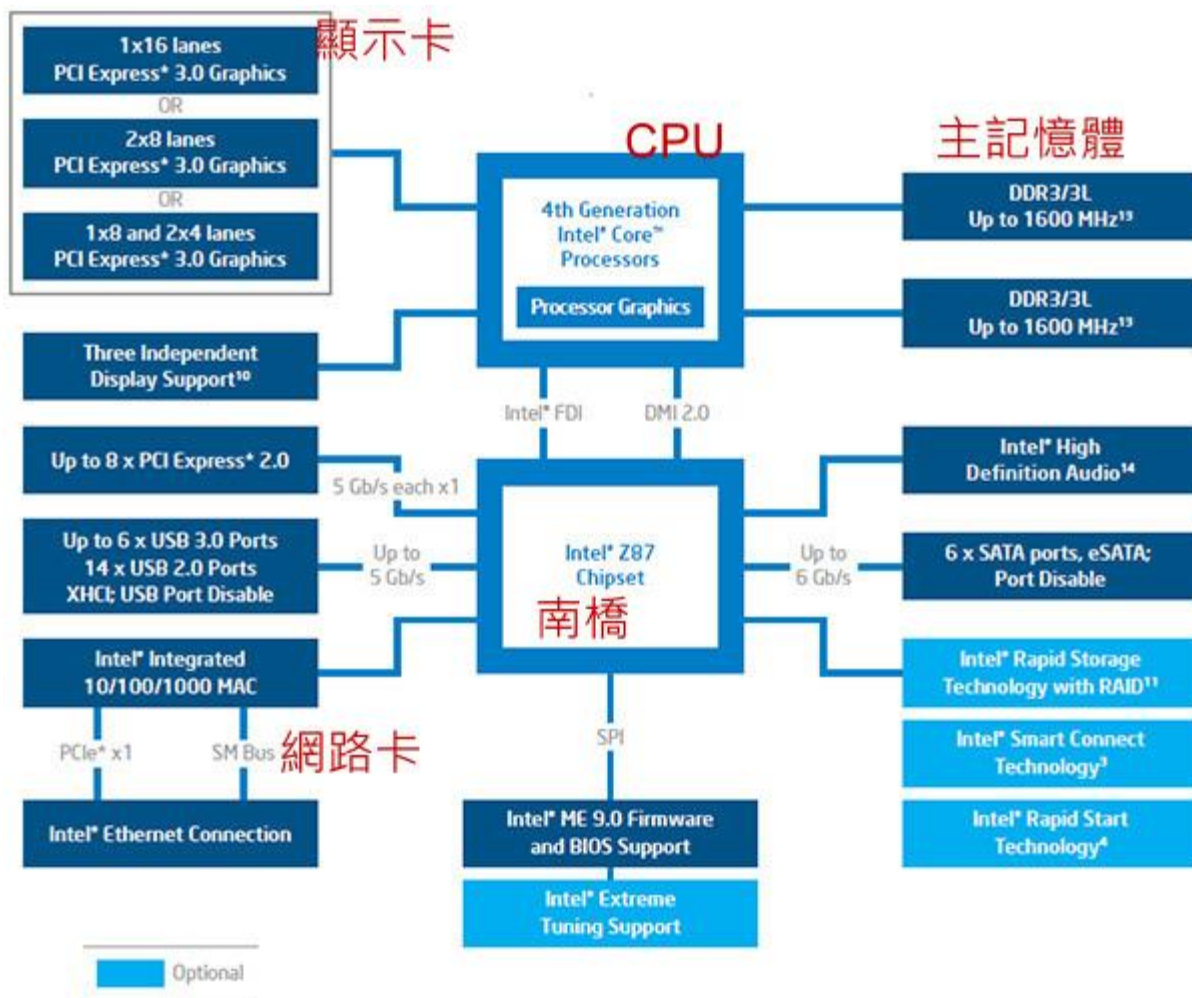 顯示卡
1x16 lanes
PCI Express* 3.0 Graphics
OR
2x8 lanes
PCI Express* 3.0 Graphics
OR
1x8 and 2x4 lanes
PCI Express* 3.0 Graphics
CPU
4th Generation
Intel® Core™
Processors
Processor Graphics
主記憶體
DDR3/3L
Up to 1600 MHz¹³
DDR3/3L
Up to 1600 MHz¹³
Three Independent
Display Support¹⁰
Intel® FDI
DMI 2.0
Up to 8 x PCI Express* 2.0
5 Gb/s each x1
Intel® High
Definition Audio¹⁴
Up to 6 x USB 3.0 Ports
14 x USB 2.0 Ports
XHCI; USB Port Disable
Up to
5 Gb/s
Intel® Z87
Chipset
南橋
Up to
6 Gb/s
6 x SATA ports, eSATA;
Port Disable
Intel® Integrated
10/100/1000 MAC
Intel® Rapid Storage
Technology with RAID¹¹
PCIe* x1
SM Bus
網路卡
SPI
Intel® Smart Connect
Technology³
Intel® Ethernet Connection
Intel® ME 9.0 Firmware
and BIOS Support
Intel® Rapid Start
Technology⁴
Intel® Extreme
Tuning Support
Optional